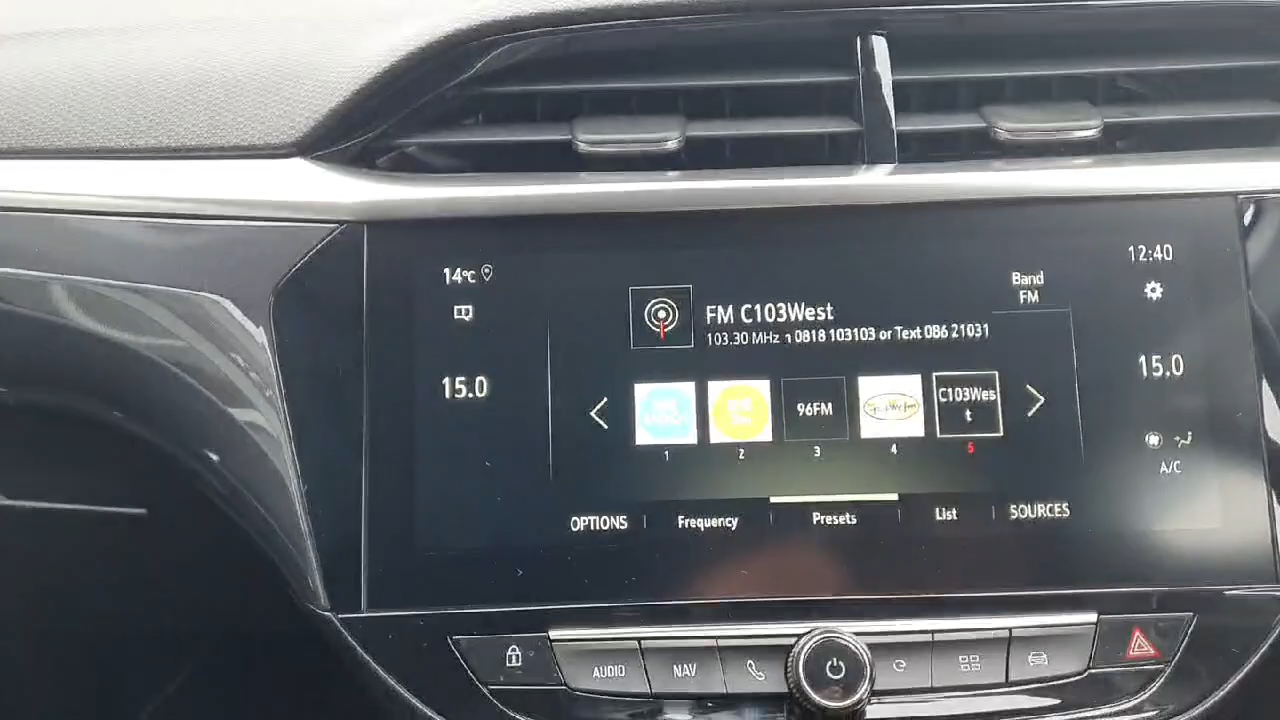 14°C
12:40
Band
FM
FM C103West
103.30 MHz n 0818 103103 or Text 086 21031
15.0
15.0
96FM
C103Wes
t
1
2
3
4
5
A/C
OPTIONS
Frequency
Presets
List
SOURCES
AUDIO
NAV